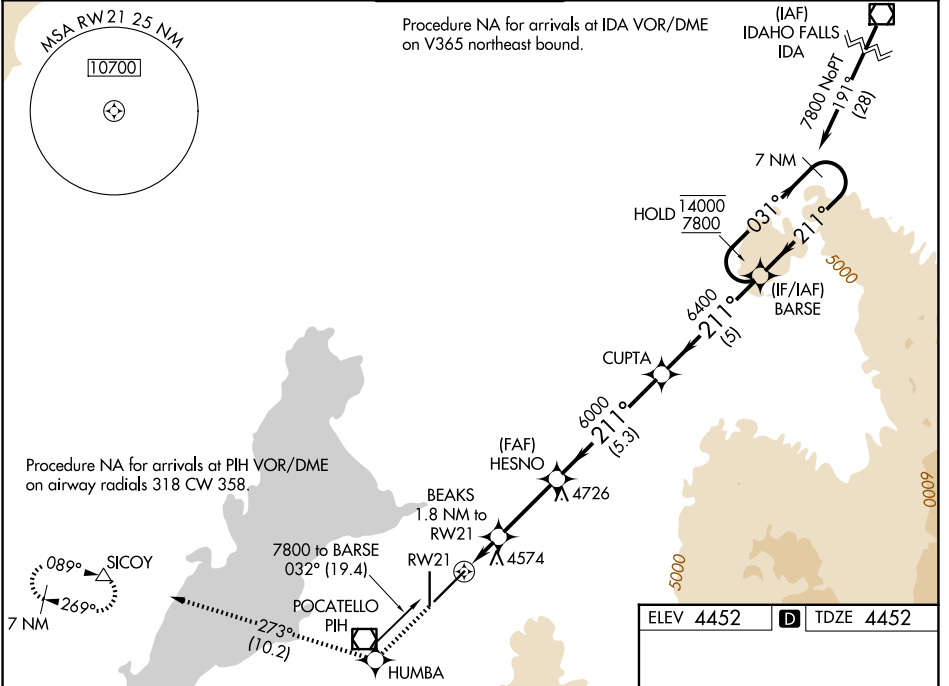 MSA RW21 25 NM
10700
Procedure NA for arrivals at IDA VOR/DME
on V365 northeast bound.
(IAF)
IDAHO FALLS
IDA
7800 NoPT
191°
(28)
7 NM
HOLD 14000
7800
031°
211°
5000
(IF/IAF)
BARSE
6400
211°
(5)
CUPTA
6000
211°
(5.3)
(FAF)
HESNO
4726
6000
Procedure NA for arrivals at PIH VOR/DME
on airway radials 318 CW 358.
BEAKS
1.8 NM to
RW21
4574
7800 to BARSE
032° (19.4)
RW21
5000
089°
SICOY
269°
7 NM
POCATELLO
PIH
273°
(10.2)
HUMBA
ELEV 4452
D
TDZE 4452